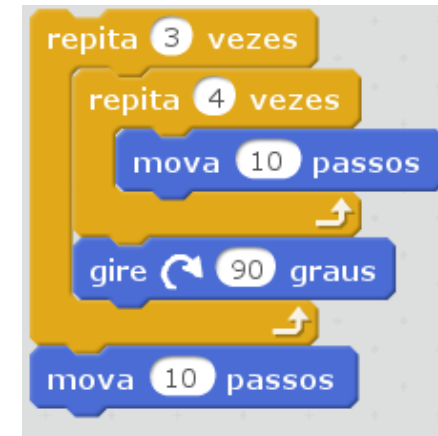 repita 3 vezes
repita 4 vezes
mova 10 passos
gire 90 graus
mova 10 passos